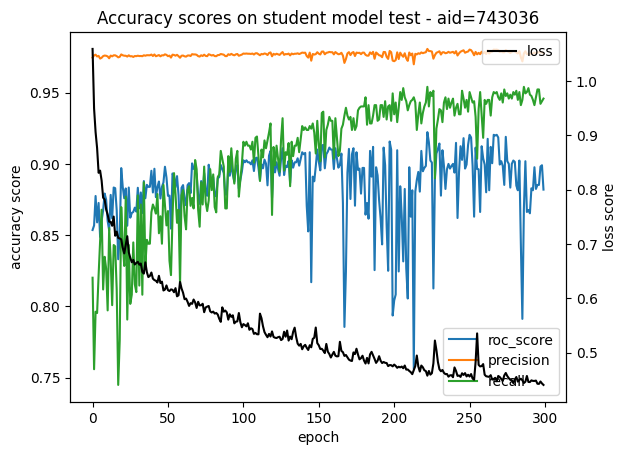 Accuracy scores on student model test - aid=743036
loss
accuracy score
0.95
0.90
0.85
0.80
0.75
1.0
0.9
0.8
0.7
0.6
0.5
loss score
roc_score
precision
recall
0
50
100
150
200
250
300
epoch